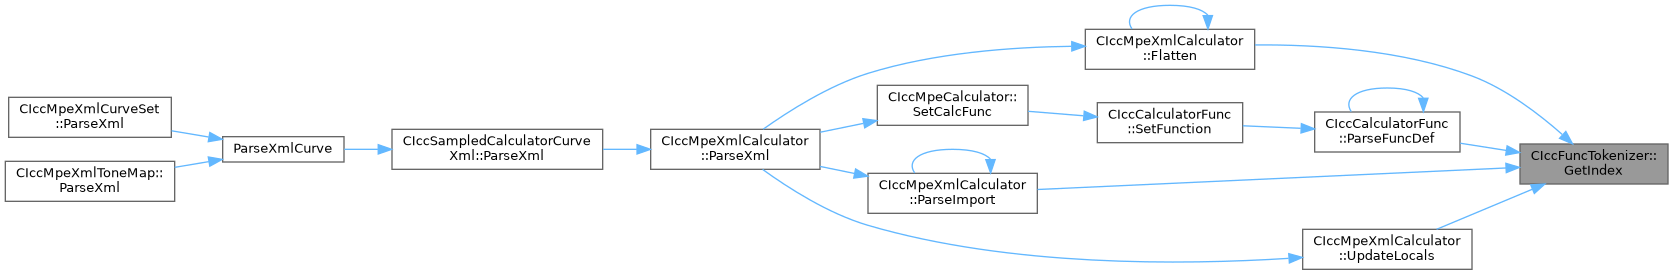 CIccMpeXmlCurveSet
::ParseXml
CIccMpeXmlToneMap::
ParseXml
ParseXmlCurve
CIccSampledCalculatorCurve
Xml::ParseXml
CIccMpeXmlCalculator
::ParseXml
CIccMpeXmlCalculator
::Flatten
CIccMpeCalculator::
SetCalcFunc
CIccCalculatorFunc
::SetFunction
CIccCalculatorFunc
::ParseFuncDef
CIccMpeXmlCalculator
::ParseImport
CIccMpeXmlCalculator
::UpdateLocals
CIccFuncTokenizer::
GetIndex